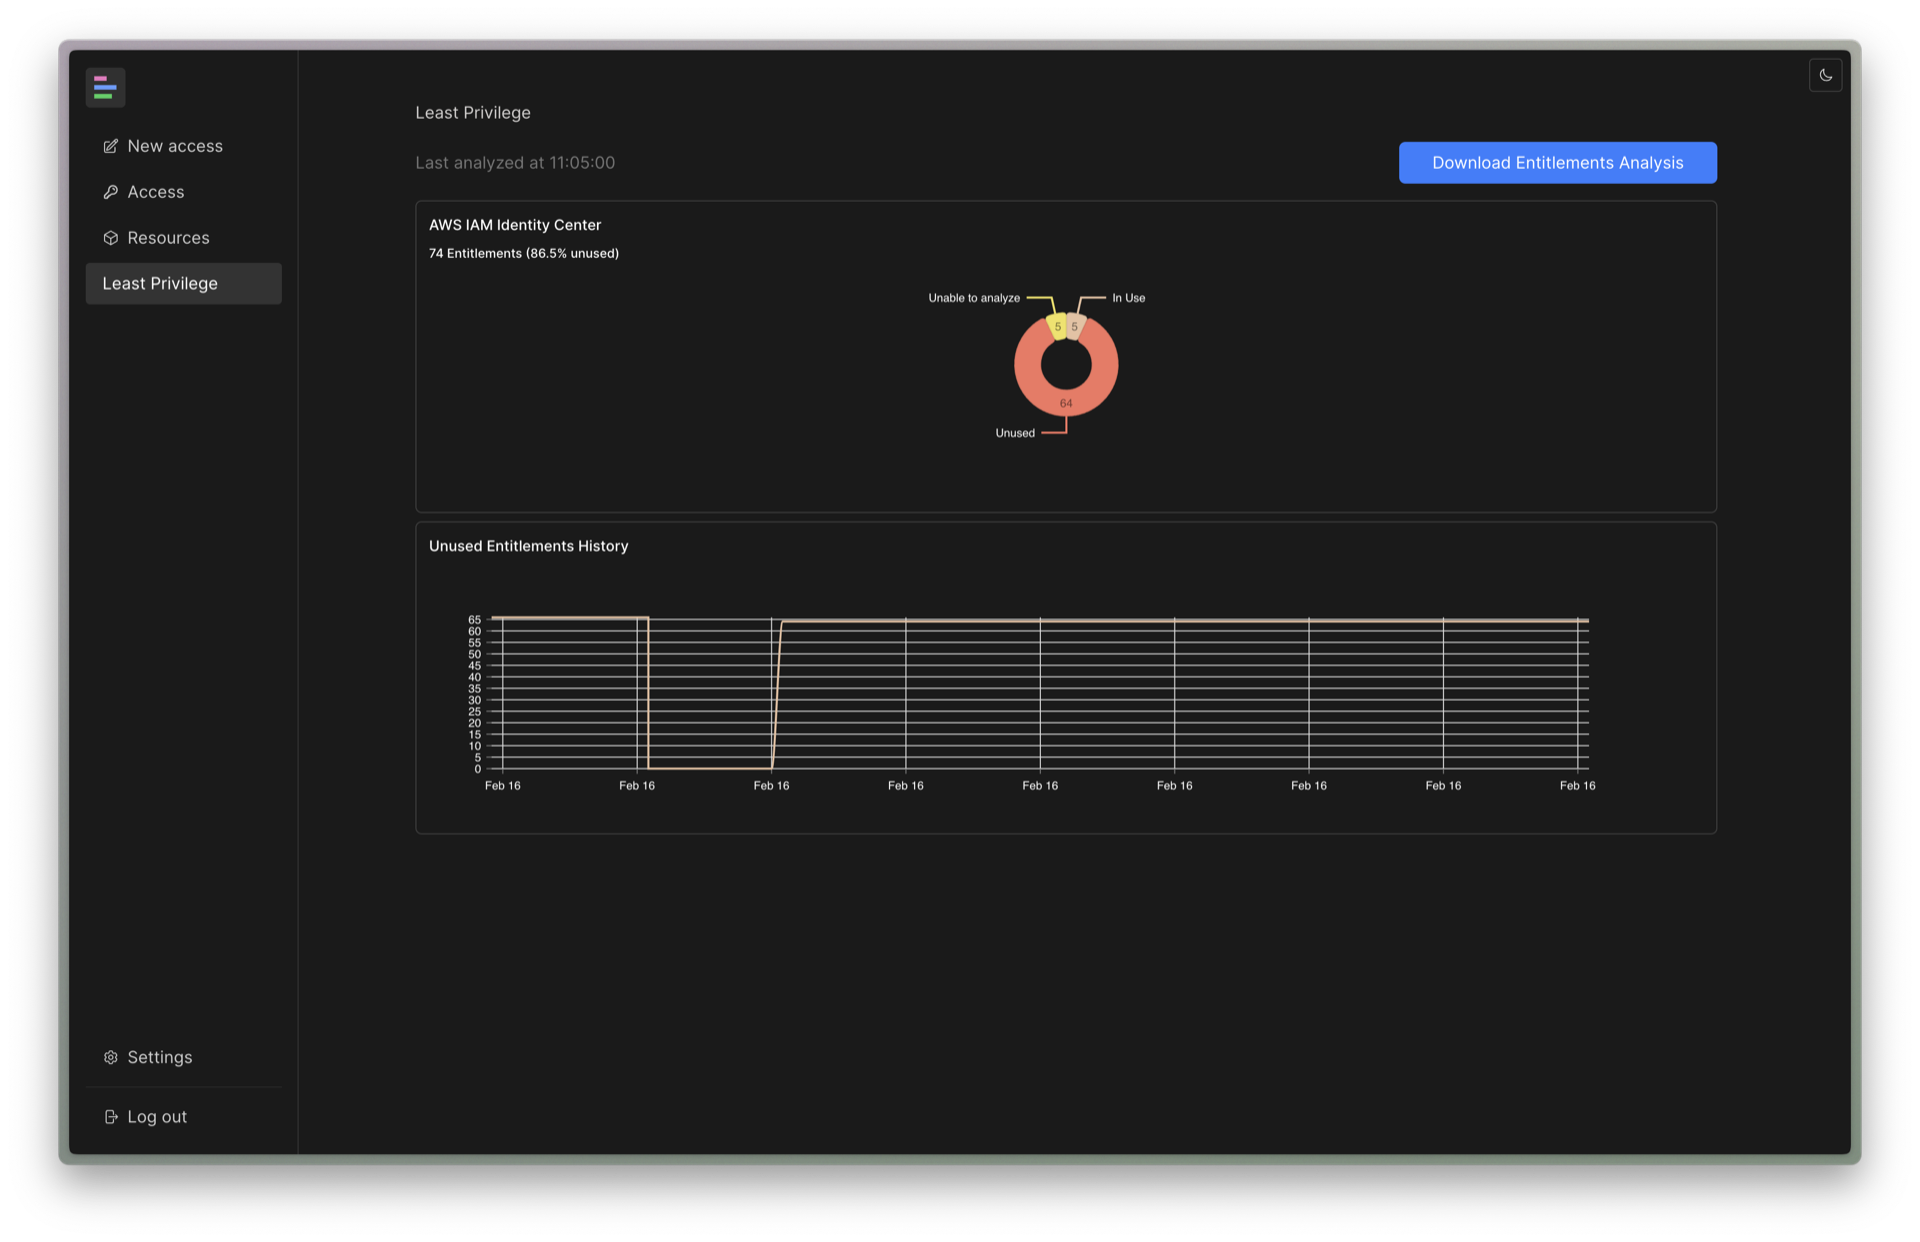 New access
Access
Resources
Least Privilege
Settings
Log out
Least Privilege
Last analyzed at 11:05:00
Download Entitlements Analysis
AWS IAM Identity Center
74 Entitlements (86.5% unused)
Unable to analyze
In Use
5
5
64
Unused
Unused Entitlements History
65
60
55
50
45
40
35
30
25
20
15
10
5
0
Feb 16 Feb 16 Feb 16 Feb 16 Feb 16 Feb 16 Feb 16 Feb 16 Feb 16